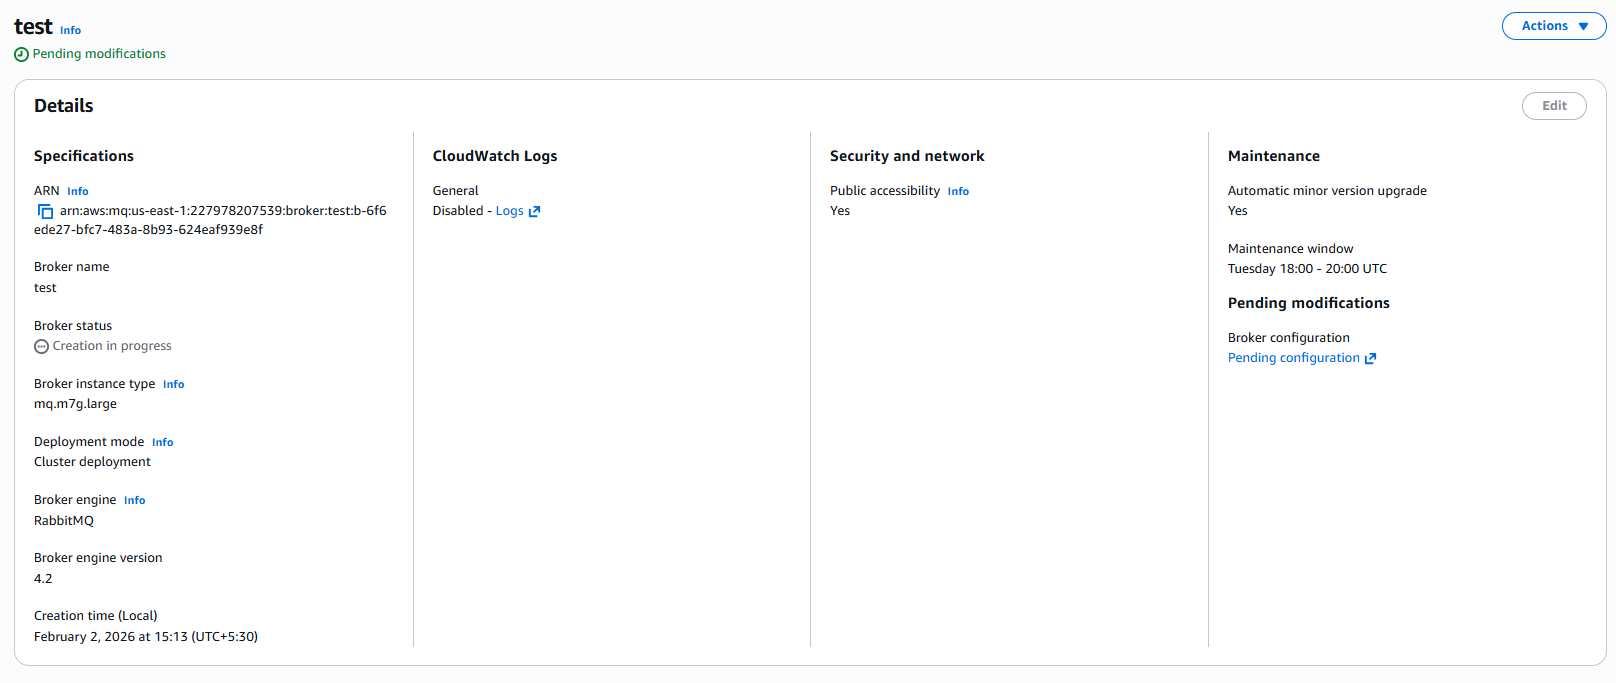 test Info
Actions
Pending modifications
Details
Edit
Specifications
ARN Info
arn:aws:mq:us-east-1:227978207539:broker:test:b-6f6
ede27-bfc7-483a-8b93-624eaf939e8f
Broker name
test
Broker status
Creation in progress
Broker instance type Info
mq.m7g.large
Deployment mode Info
Cluster deployment
Broker engine Info
RabbitMQ
Broker engine version
4.2
Creation time (Local)
February 2, 2026 at 15:13 (UTC+5:30)
CloudWatch Logs
General
Disabled - Logs
Security and network
Public accessibility Info
Yes
Maintenance
Automatic minor version upgrade
Yes
Maintenance window
Tuesday 18:00 - 20:00 UTC
Pending modifications
Broker configuration
Pending configuration